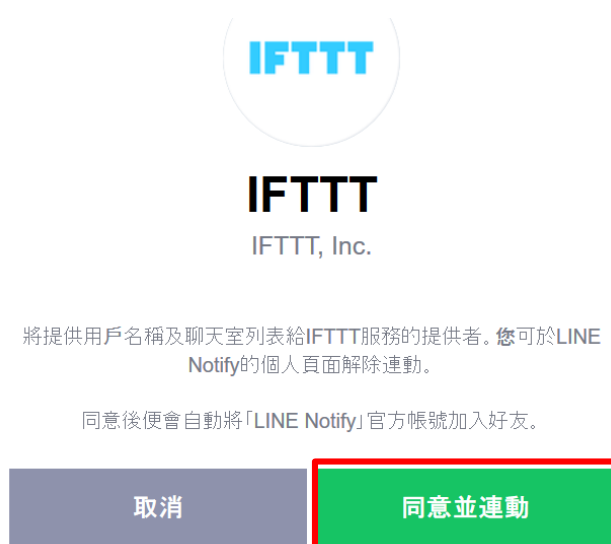 IFTTT
IFTTT
IFTTT, Inc.
將提供用戶名稱及聊天室列表給IFTTT服務的提供者。您可於LINE
Notify的個人頁面解除連動。
同意後便會自動將「LINE Notify」官方帳號加入好友。
取消
同意並連動